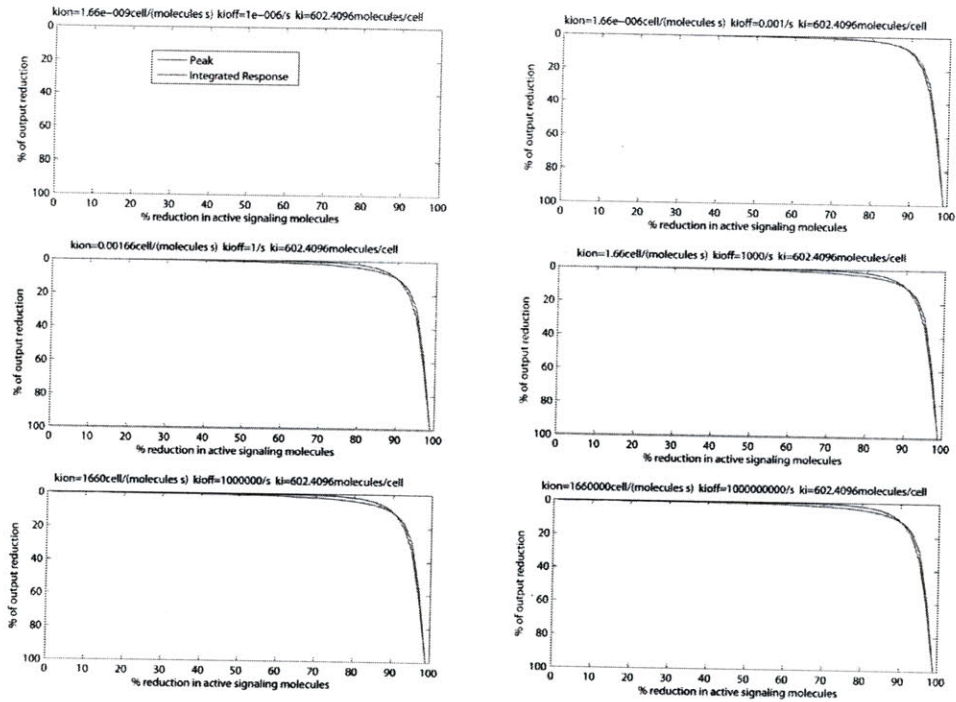 kion=1.66e-009cell/(molecules s) kioff=1e-006/s ki=602.4096molecules/cell
0
20
40
60
80
100
% of output reduction
Peak
Integrated Response
0 10 20 30 40 50 60 70 80 90 100
% reduction in active signaling molecules
kion=1.66e-006cell/(molecules s) kioff=0.001/s ki=602.4096molecules/cell
0
20
40
60
80
100
% of output reduction
0 10 20 30 40 50 60 70 80 90 100
% reduction in active signaling molecules
kion=0.00166cell/(molecules s) kioff=1/s ki=602.4096molecules/cell
0
20
40
60
80
100
% of output reduction
0 10 20 30 40 50 60 70 80 90 100
% reduction in active signaling molecules
kion=1.66cell/(molecules s) kioff=1000/s ki=602.4096molecules/cell
0
20
40
60
80
100
% of output reduction
0 10 20 30 40 50 60 70 80 90 100
% reduction in active signaling molecules
kion=1660cell/(molecules s) kioff=1000000/s ki=602.4096molecules/cell
0
20
40
60
80
100
% of output reduction
0 10 20 30 40 50 60 70 80 90 100
% reduction in active signaling molecules
kion=1660000cell/(molecules s) kioff=1000000000/s ki=602.4096molecules/cell
0
20
40
60
80
100
% of output reduction
0 10 20 30 40 50 60 70 80 90 100
% reduction in active signaling molecules